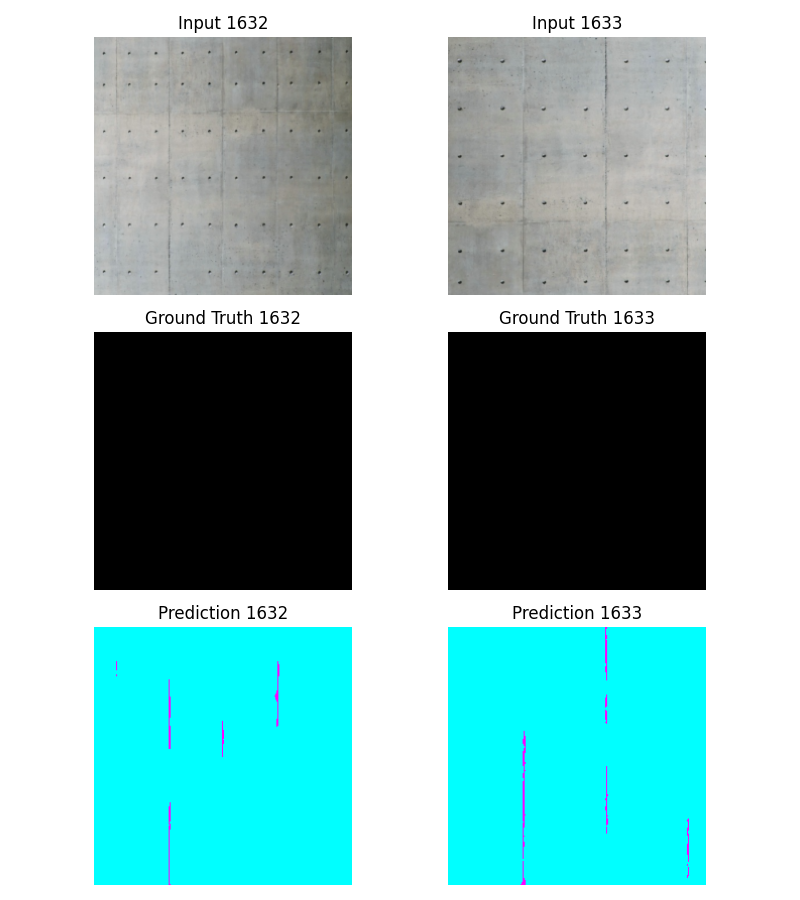 Input 1632
Input 1633
Ground Truth 1632
Ground Truth 1633
Prediction 1632
Prediction 1633